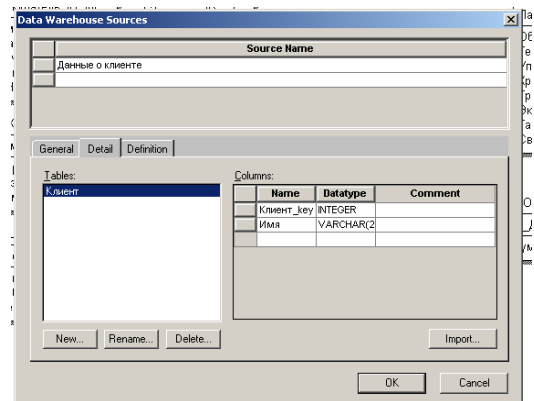 Data Warehouse Sources
Source Name
Данные о клиенте
General Detail Definition
Tables: Columns:
Клиент Name Datatype Comment
Клиент_key INTEGER
Имя VARCHAR(2
New... Rename... Delete... Import...
OK Cancel